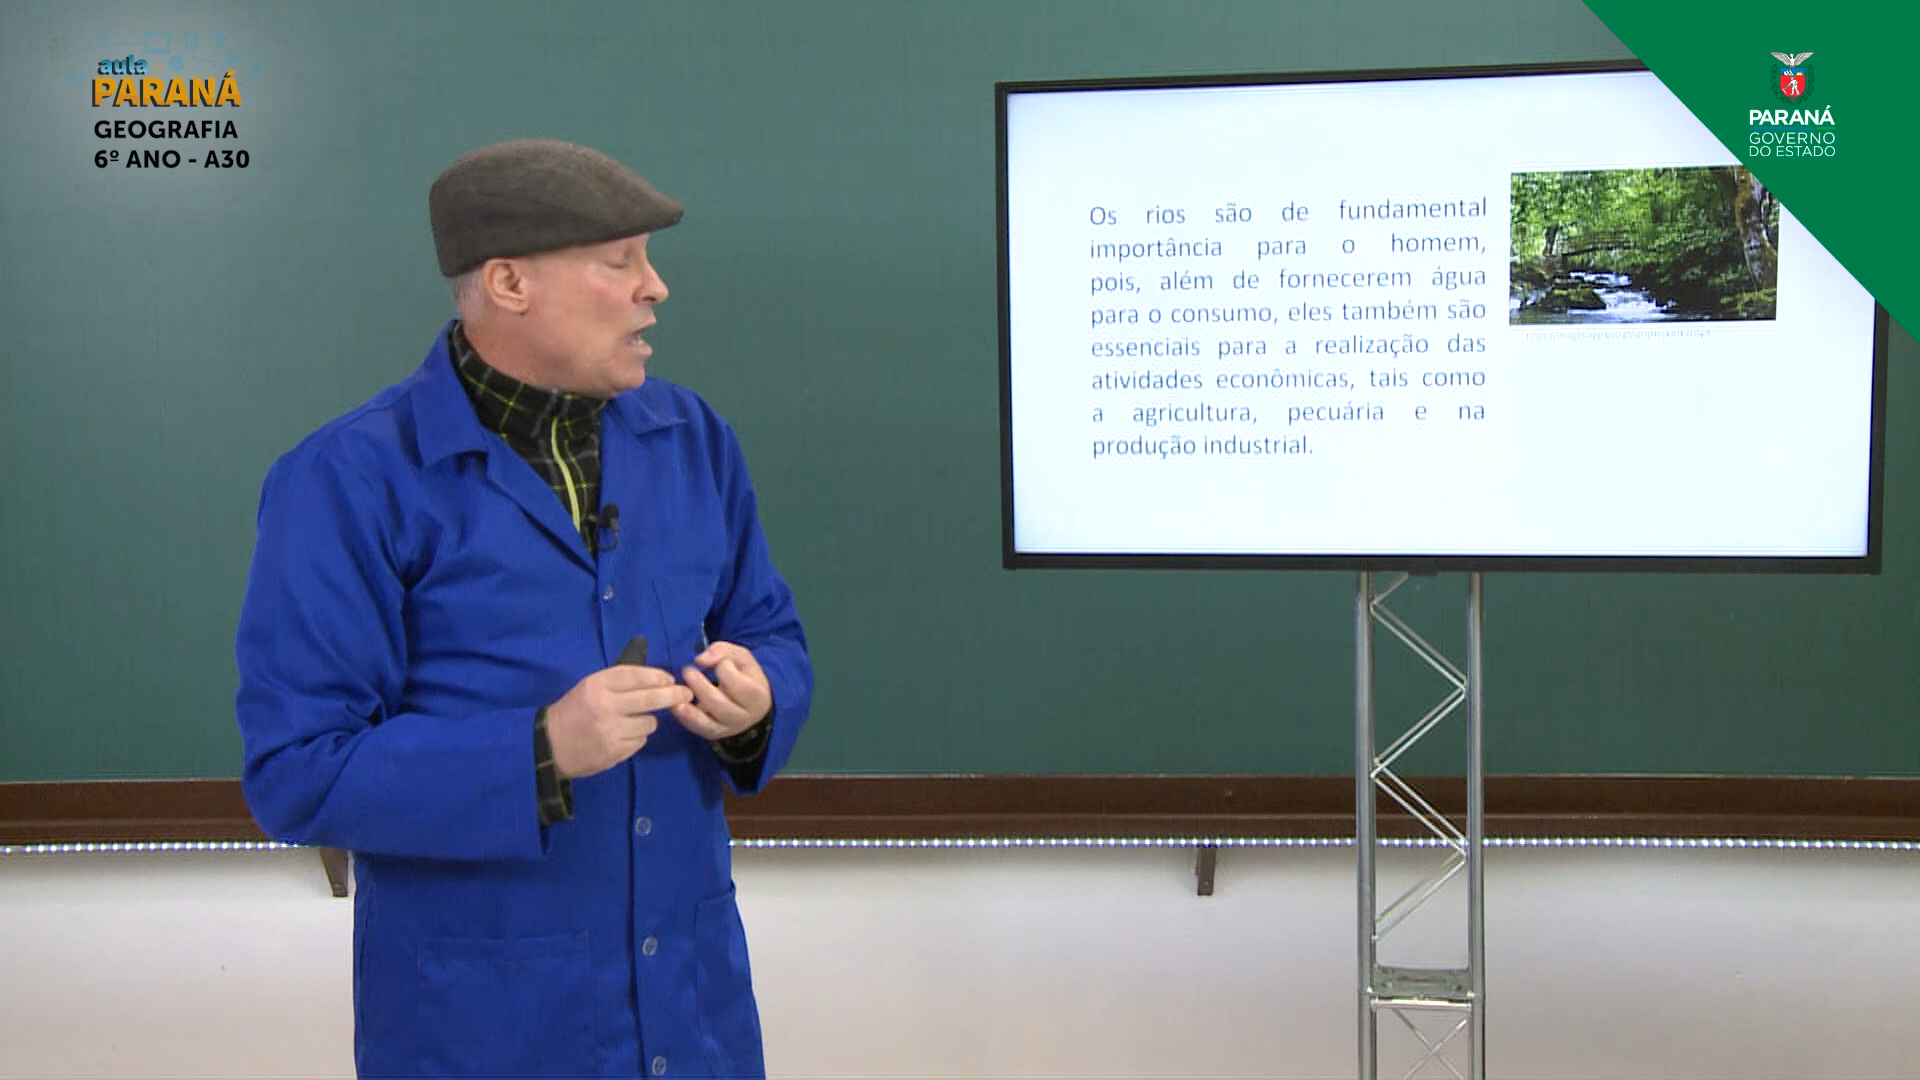 aula
PARANÁ
GEOGRAFIA
6º ANO - A30
PARANÁ
GOVERNO
DO ESTADO
Os rios são de fundamental
importância para o homem,
pois, além de fornecerem água
para o consumo, eles também são
essenciais para a realização das
atividades econômicas, tais como
a agricultura, pecuária e na
produção industrial.